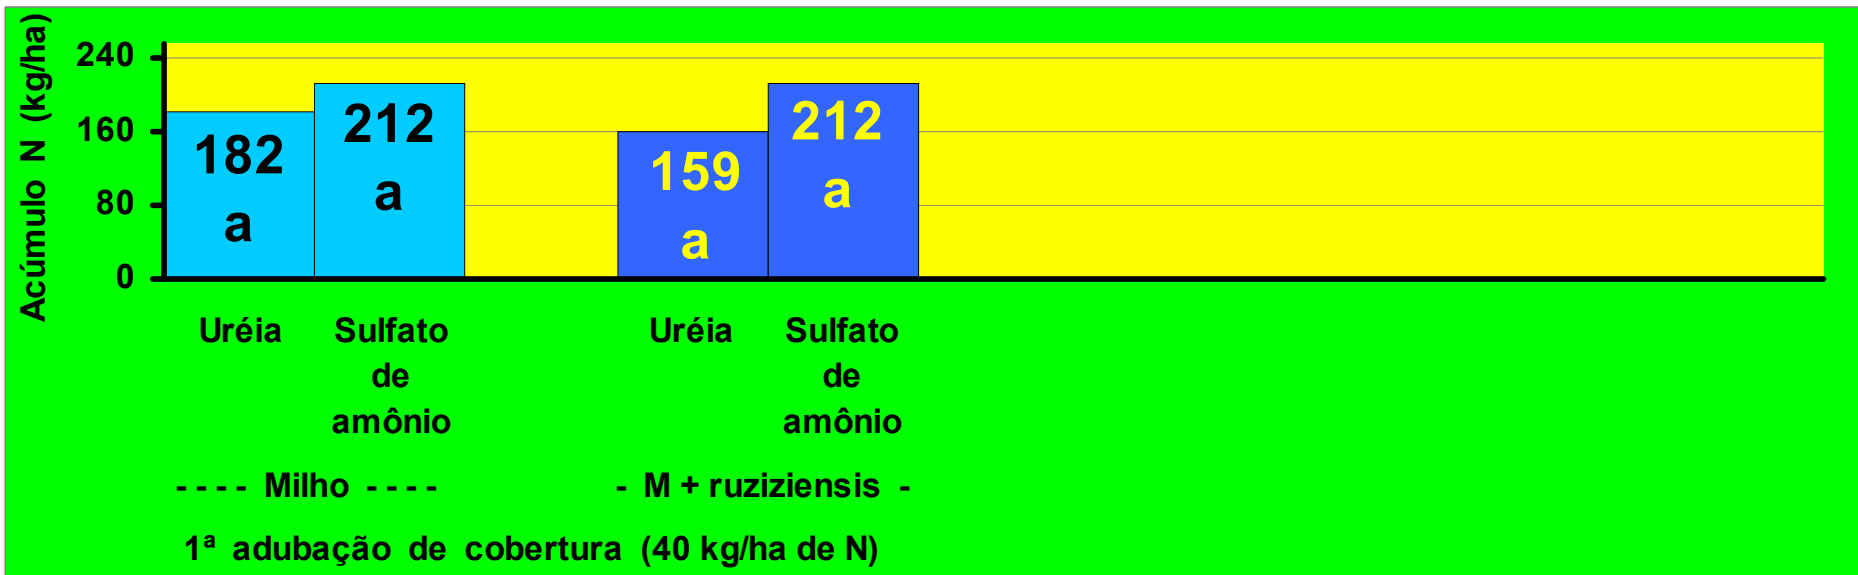 Acúmulo N (kg/ha)
240
160
80
0
182
a
212
a
159
a
212
a
Uréia
Sulfato
de
amônio
Uréia
Sulfato
de
amônio
- - - - Milho - - - -
- M + ruziziensis -
1ª adubação de cobertura (40 kg/ha de N)